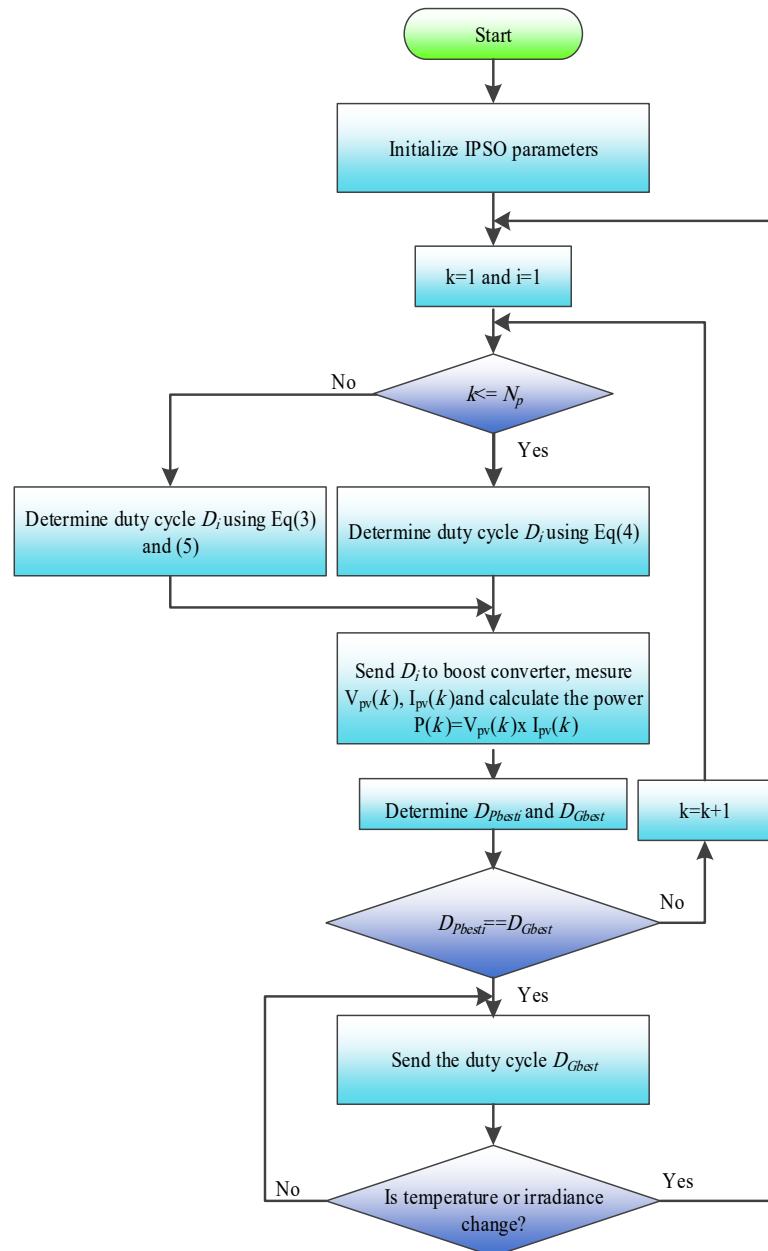 Start
Initialize IPSO parameters
k=1 and i=1
No
k<= Np
Yes
Determine duty cycle Di using Eq(3)
and (5)
Determine duty cycle Di using Eq(4)
Send Di to boost converter, mesure
Vpv(k), Ipv(k)and calculate the power
P(k)=Vpv(k)x Ipv(k)
Determine DPbesti and DGbest
k=k+1
No
DPbesti==DGbest
Yes
Send the duty cycle DGbest
No
Is temperature or irradiance
change?
Yes